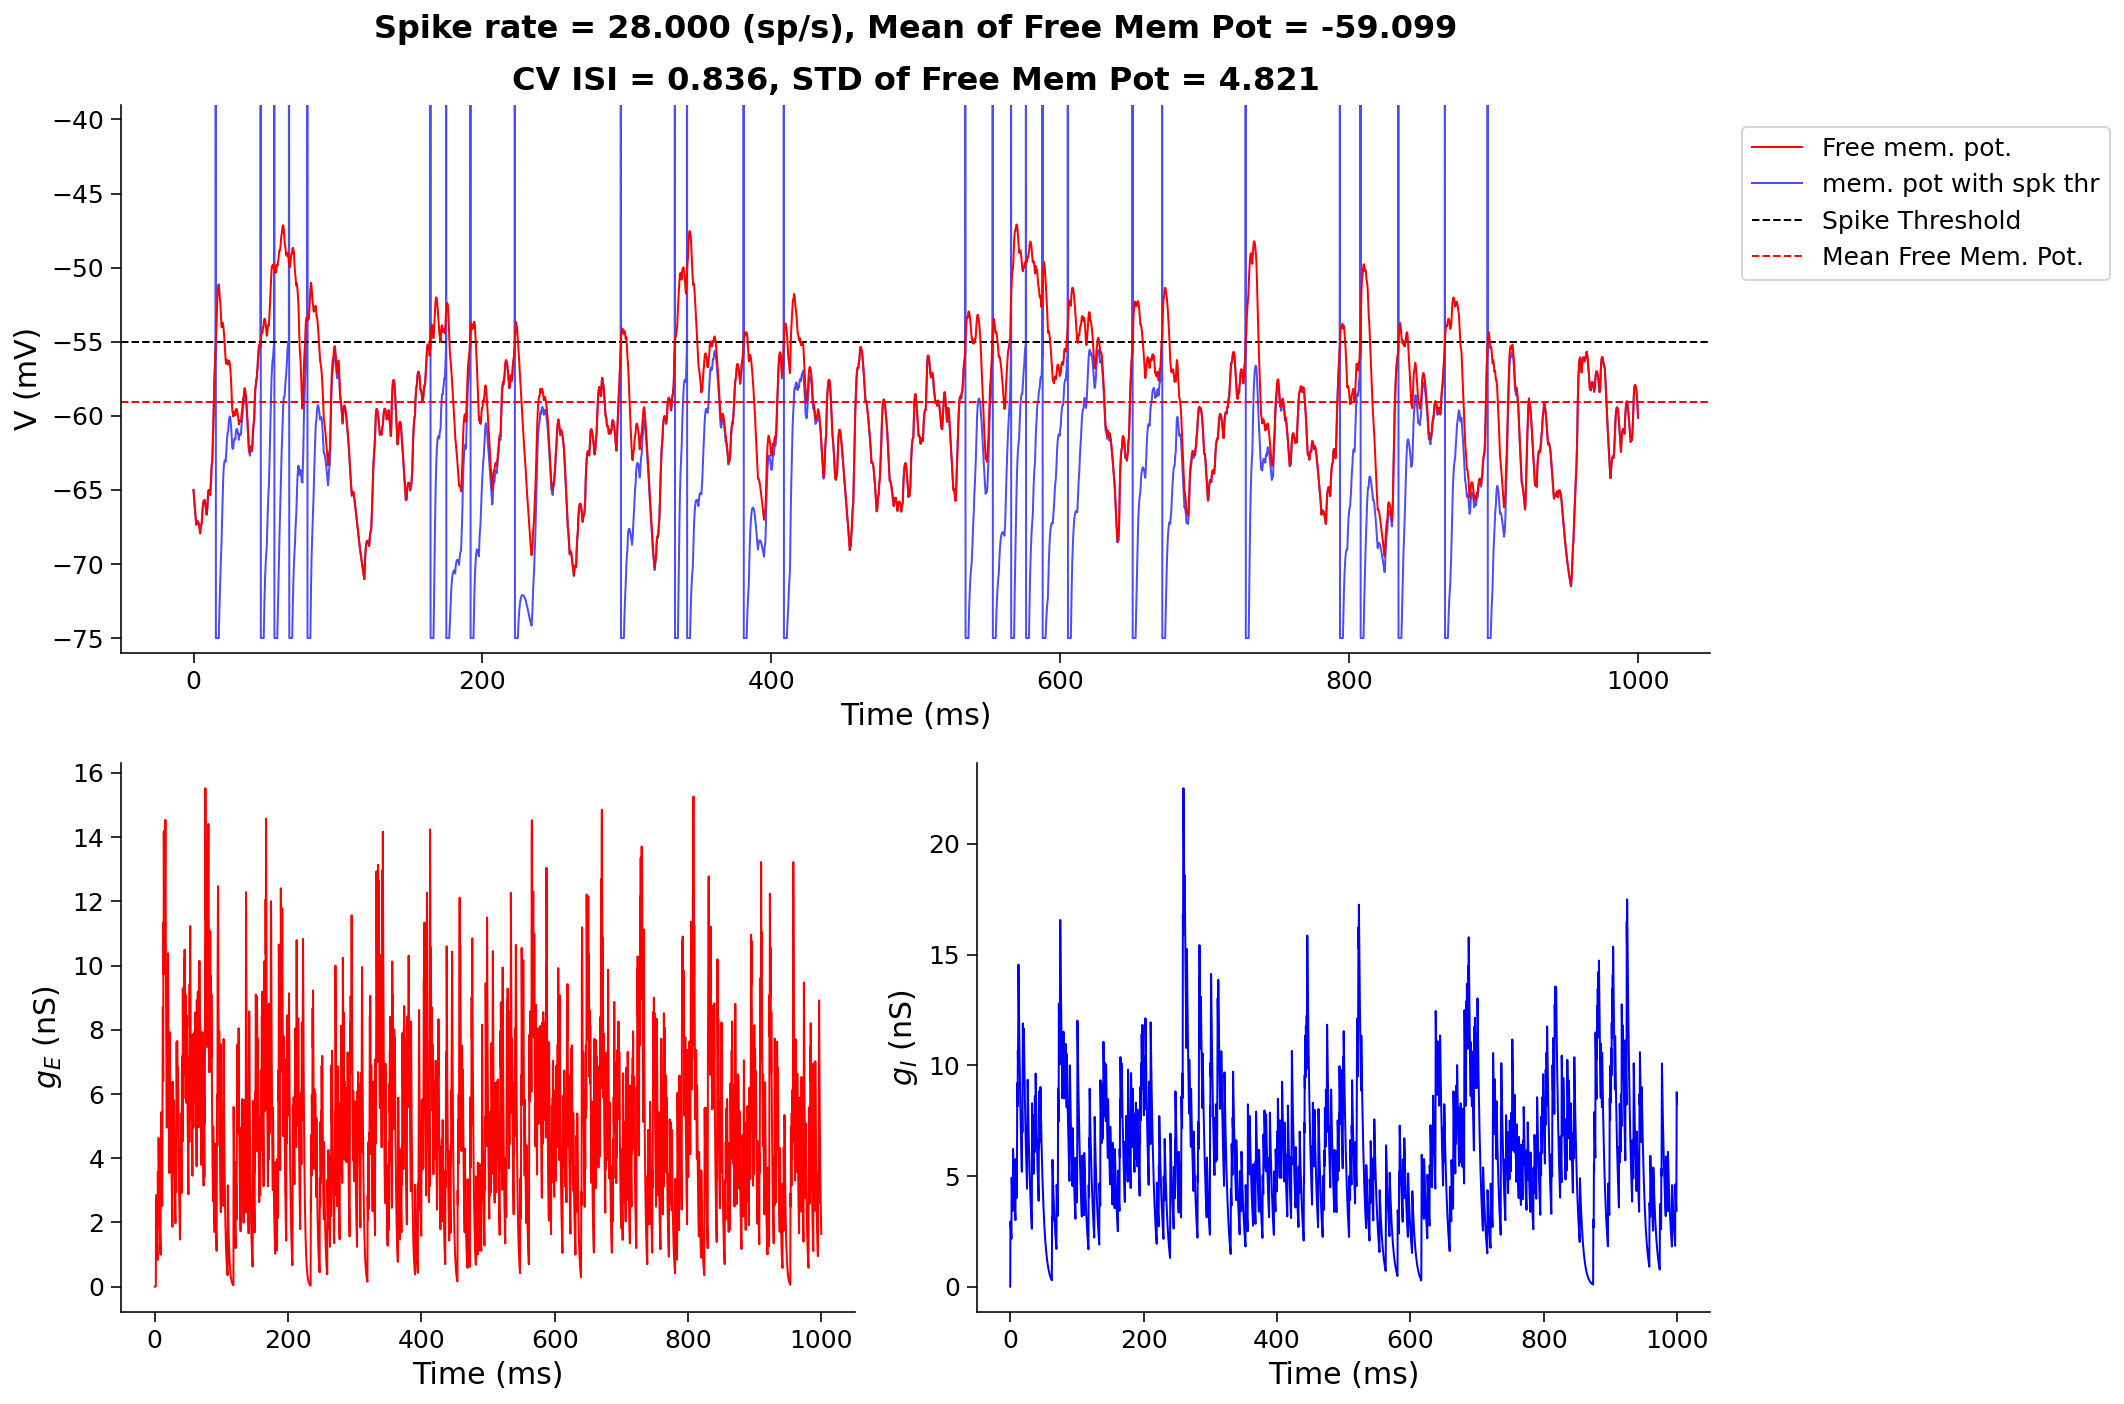 Spike rate = 28.000 (sp/s), Mean of Free Mem Pot = -59.099
CV ISI = 0.836, STD of Free Mem Pot = 4.821
−40
−45
−50
−55
−60
−65
−70
−75
V (mV)
0 200 400 600 800 1000
Time (ms)
Free mem. pot.
mem. pot with spk thr
Spike Threshold
Mean Free Mem. Pot.
16
14
12
10
8
6
4
2
0
g_E (nS)
0 200 400 600 800 1000
Time (ms)
20
15
10
5
0
g_I (nS)
0 200 400 600 800 1000
Time (ms)